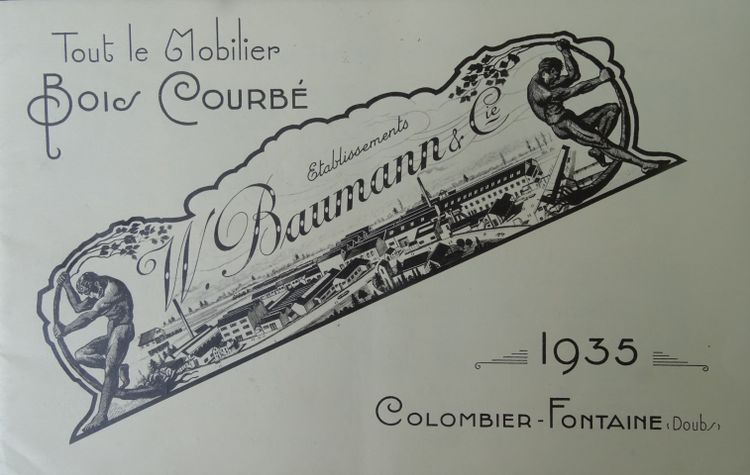 Tout le Mobilier
Bois Courbé
Etablissements
W. Baumann & Cie
1935
Colombier-Fontaine (Doubs)